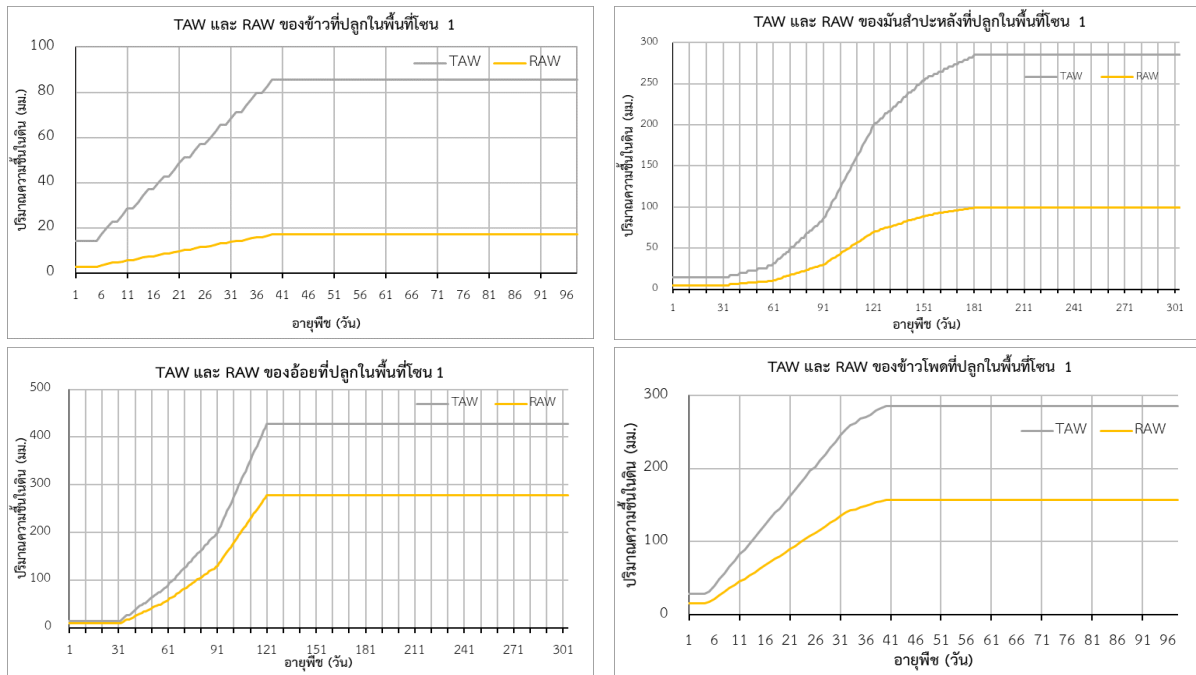 TAW และ RAW ของข้าวที่ปลูกในพื้นที่โซน 1
100
80
60
40
20
0
TAW RAW
ปริมาณความชื้นในดิน (มม.)
1 6 11 16 21 26 31 36 41 46 51 56 61 66 71 76 81 86 91 96
อายุพืช (วัน)
TAW และ RAW ของมันสำปะหลังที่ปลูกในพื้นที่โซน 1
300
250
200
150
100
50
0
TAW RAW
ปริมาณความชื้นในดิน (มม.)
1 31 61 91 121 151 181 211 241 271 301
อายุพืช (วัน)
TAW และ RAW ของอ้อยที่ปลูกในพื้นที่โซน 1
500
400
300
200
100
0
TAW RAW
ปริมาณความชื้นในดิน (มม.)
1 31 61 91 121 151 181 211 241 271 301
อายุพืช (วัน)
TAW และ RAW ของข้าวโพดที่ปลูกในพื้นที่โซน 1
300
200
100
0
TAW RAW
ปริมาณความชื้นในดิน (มม.)
1 6 11 16 21 26 31 36 41 46 51 56 61 66 71 76 81 86 91 96
อายุพืช (วัน)